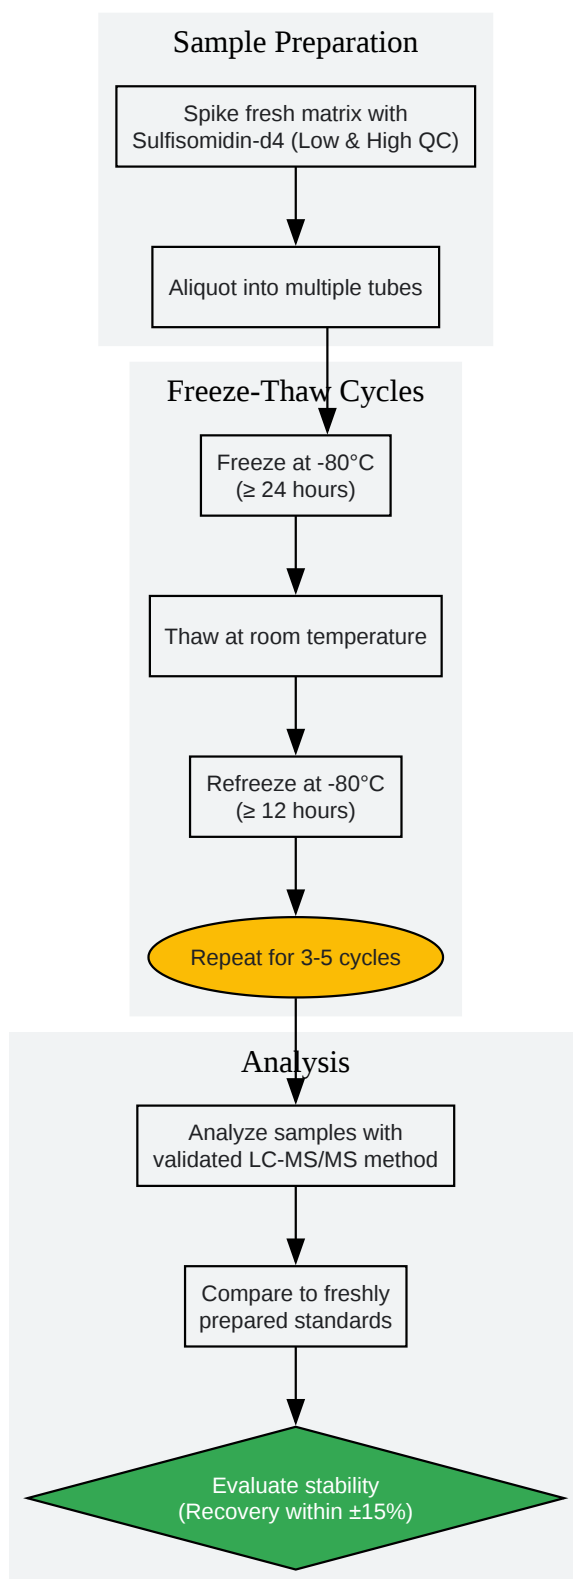 Sample Preparation
Spike fresh matrix with
Sulfisomidin-d4 (Low & High QC)
Aliquot into multiple tubes
Freeze-Thaw Cycles
Freeze at -80°C
(≥ 24 hours)
Thaw at room temperature
Refreeze at -80°C
(≥ 12 hours)
Repeat for 3-5 cycles
Analysis
Analyze samples with
validated LC-MS/MS method
Compare to freshly
prepared standards
Evaluate stability
(Recovery within ±15%)